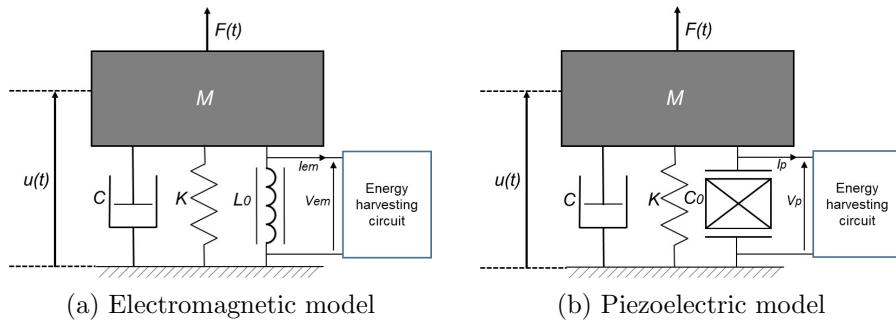 F(t)
M
u(t)
C
K
L0
Iem
Vem
Energy
harvesting
circuit
(a) Electromagnetic model
F(t)
M
u(t)
C
K
C0
Ip
Vp
Energy
harvesting
circuit
(b) Piezoelectric model